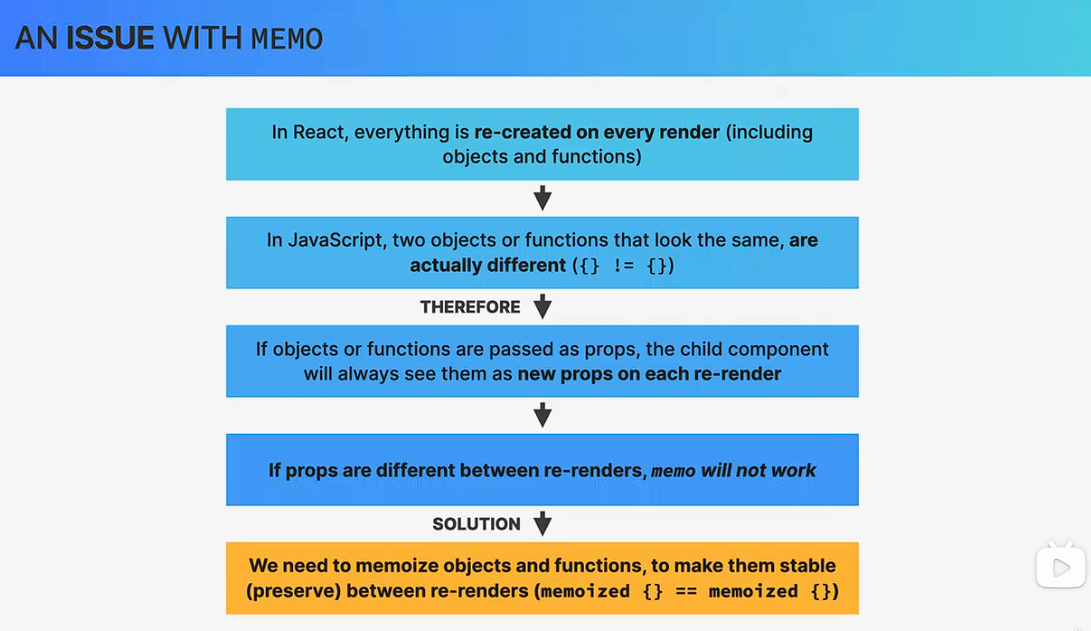 AN ISSUE WITH MEMO
In React, everything is re-created on every render (including
objects and functions)
In JavaScript, two objects or functions that look the same, are
actually different ({} != {})
THEREFORE
If objects or functions are passed as props, the child component
will always see them as new props on each re-render
If props are different between re-renders, memo will not work
SOLUTION
We need to memoize objects and functions, to make them stable
(preserve) between re-renders (memoized {} == memoized {})